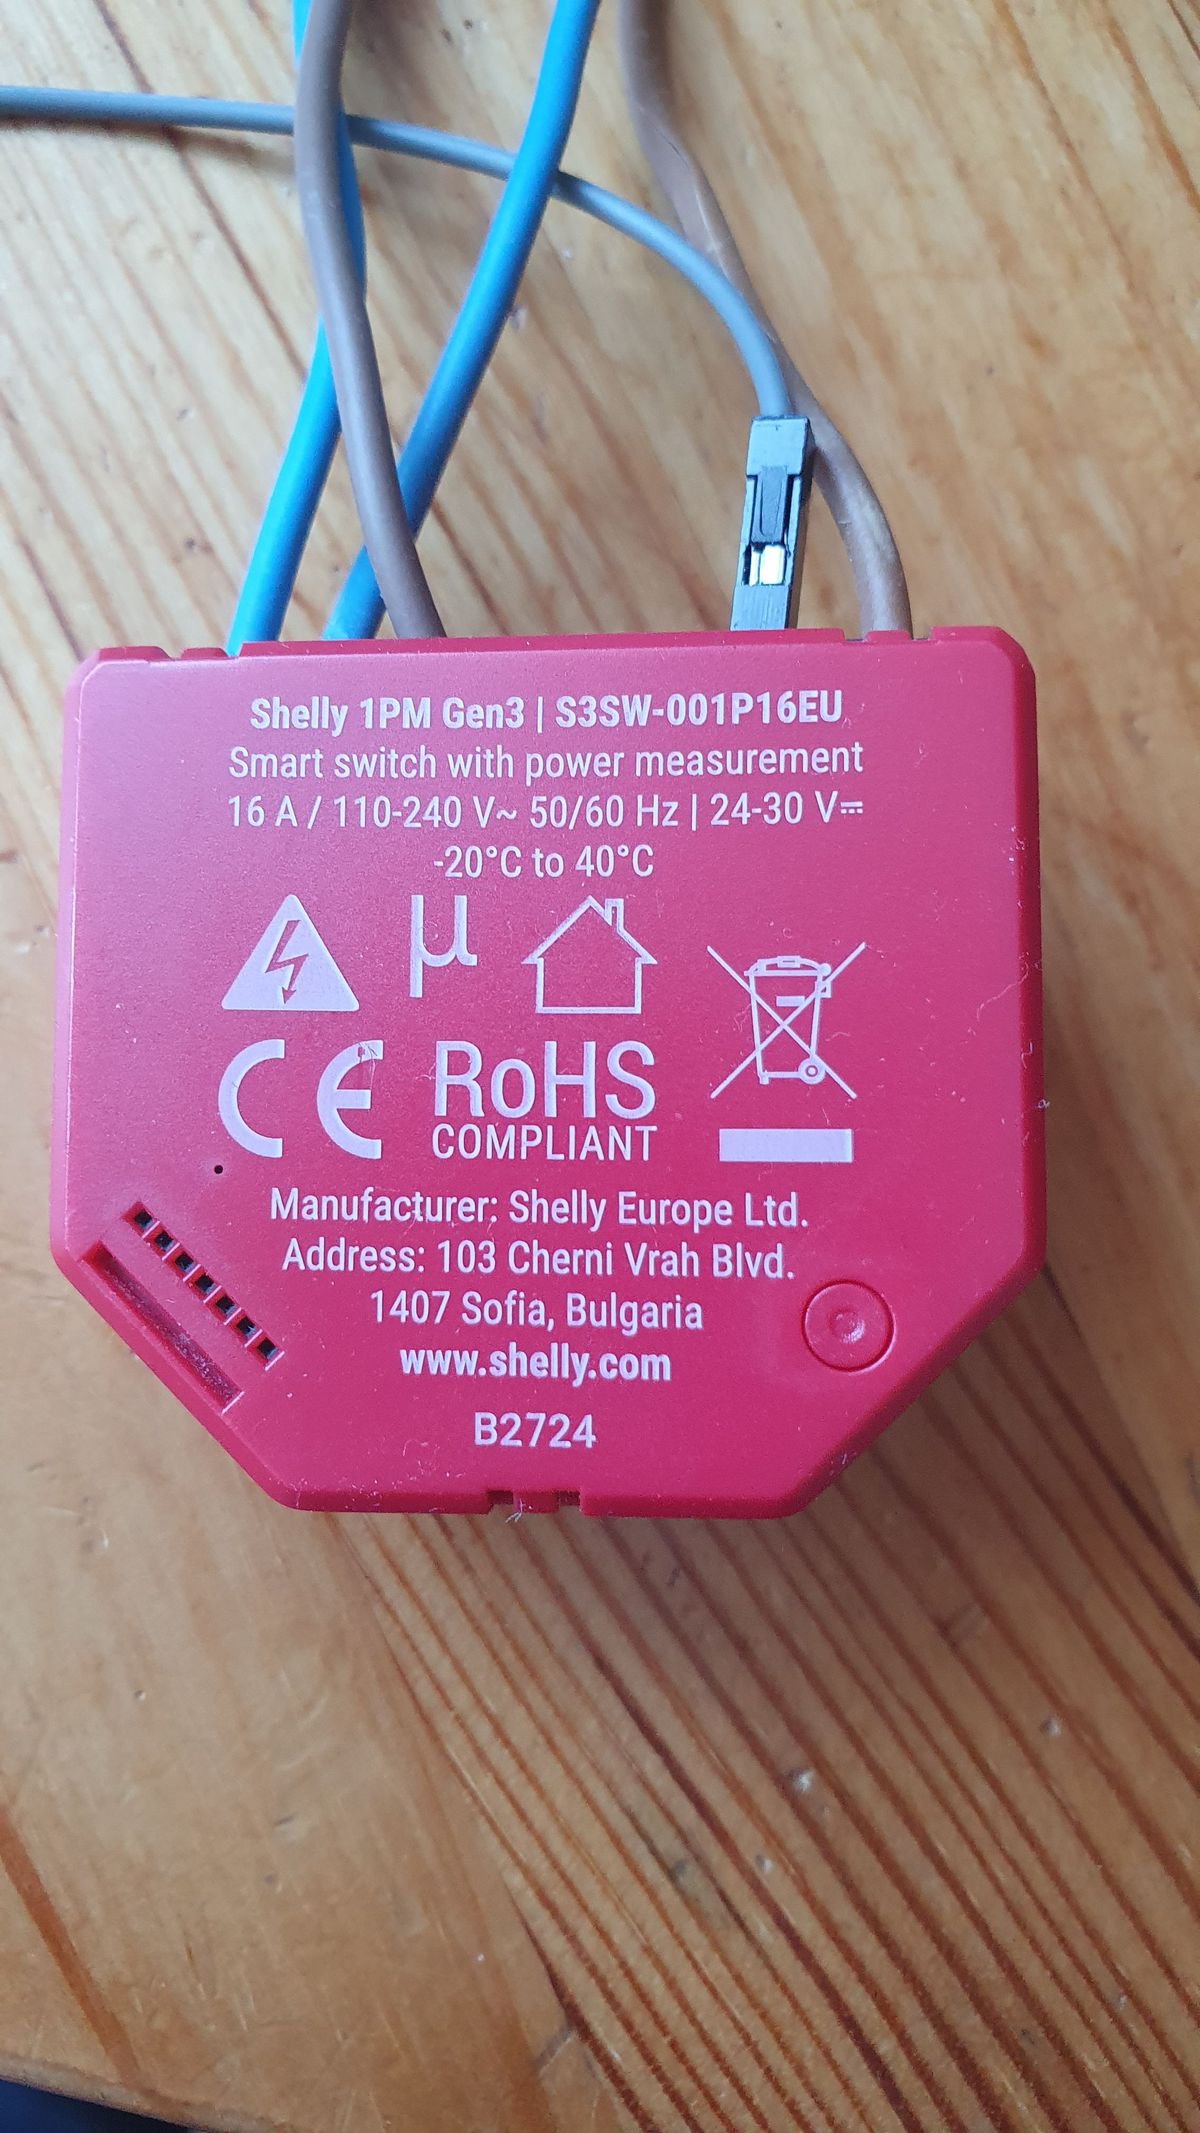 Shelly 1PM Gen3 | S3SW-001P16EU
Smart switch with power measurement
16 A / 110-240 V~ 50/60 Hz | 24-30 V⎓
-20°C to 40°C
µ
CE
RoHS
COMPLIANT
Manufacturer: Shelly Europe Ltd.
Address: 103 Cherni Vrah Blvd.
1407 Sofia, Bulgaria
www.shelly.com
B2724